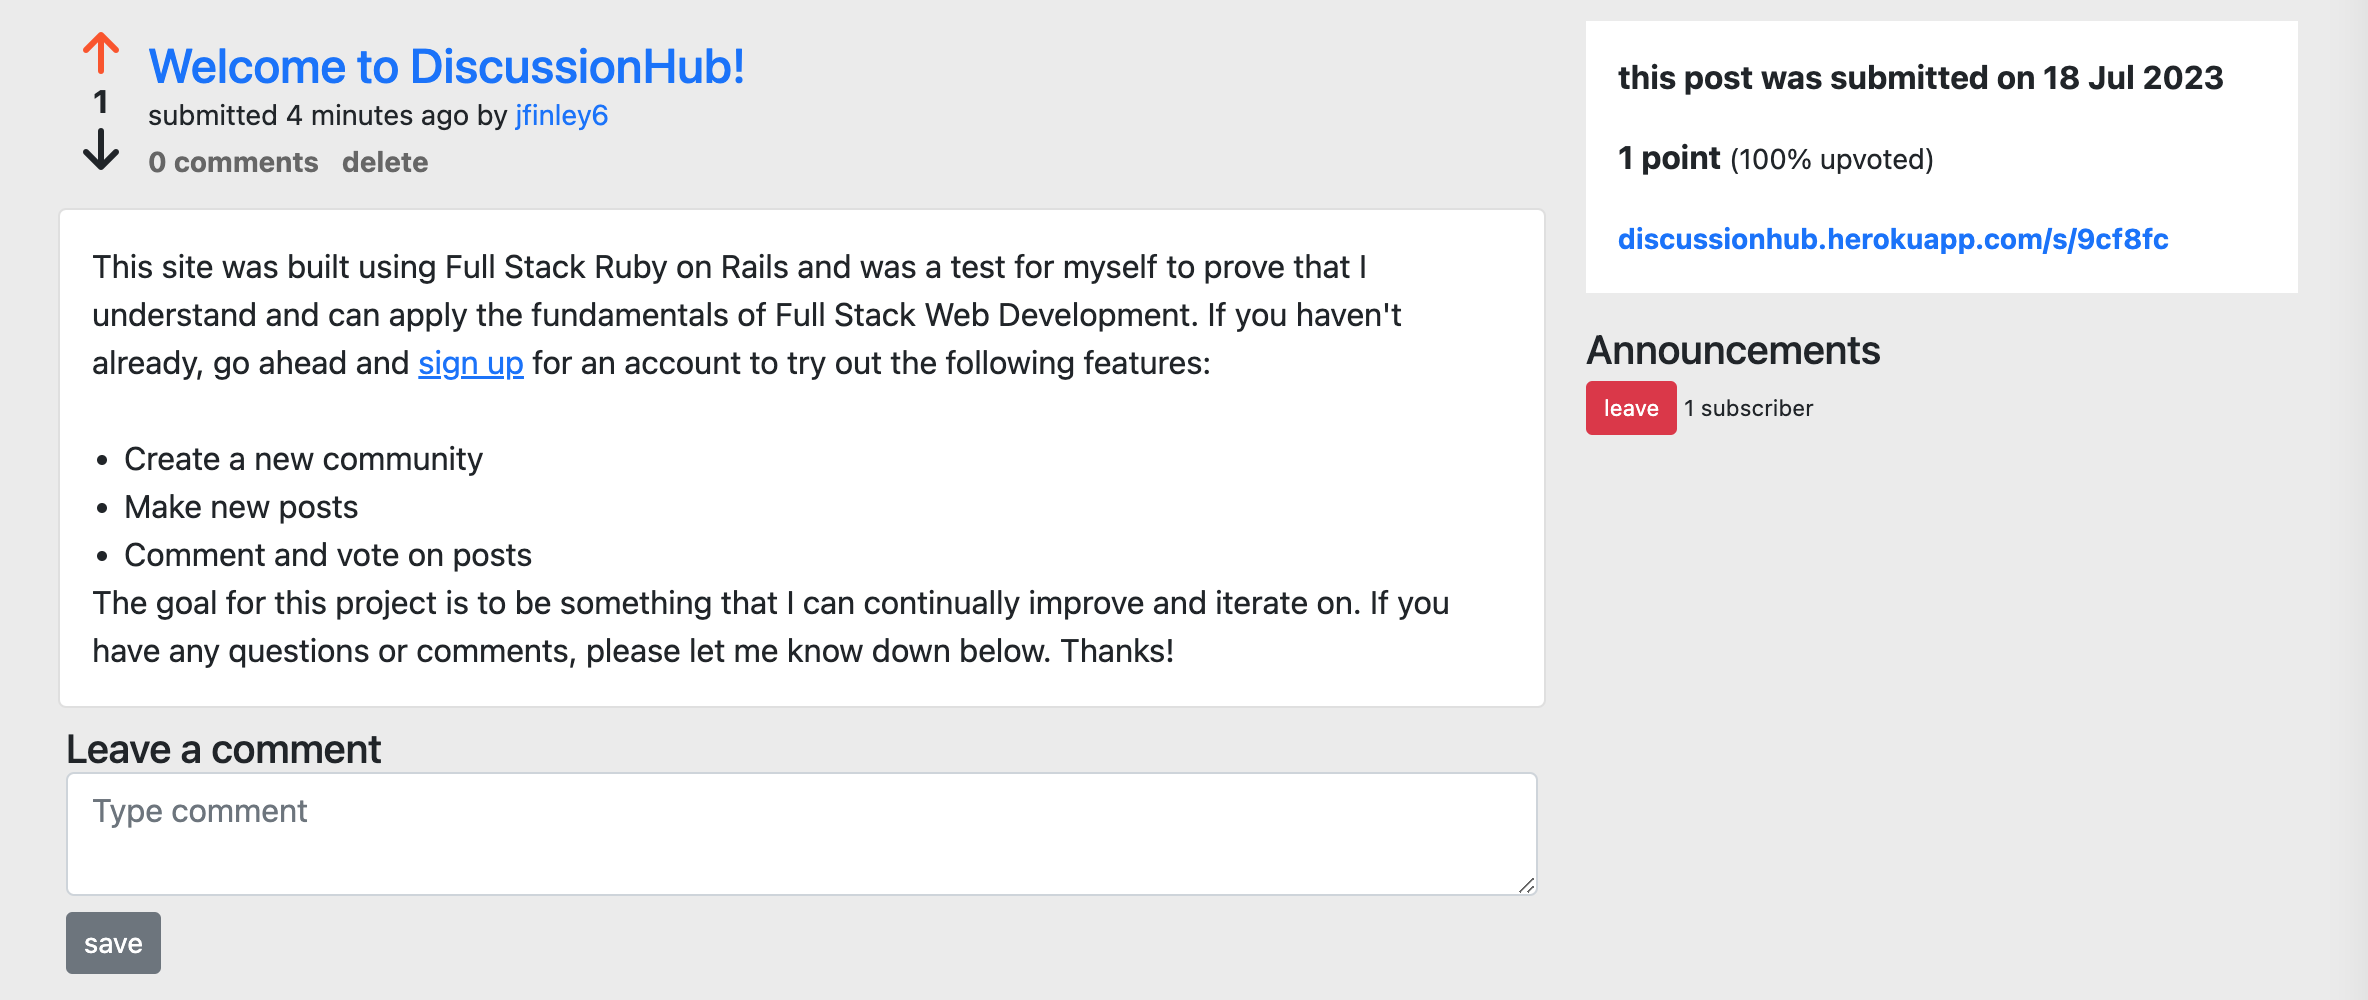 Welcome to DiscussionHub!
1
submitted 4 minutes ago by jfinley6
0 comments delete
This site was built using Full Stack Ruby on Rails and was a test for myself to prove that I
understand and can apply the fundamentals of Full Stack Web Development. If you haven't
already, go ahead and sign up for an account to try out the following features:
• Create a new community
• Make new posts
• Comment and vote on posts
The goal for this project is to be something that I can continually improve and iterate on. If you
have any questions or comments, please let me know down below. Thanks!
Leave a comment
Type comment
save
this post was submitted on 18 Jul 2023
1 point (100% upvoted)
discussionhub.herokuapp.com/s/9cf8fc
Announcements
leave 1 subscriber